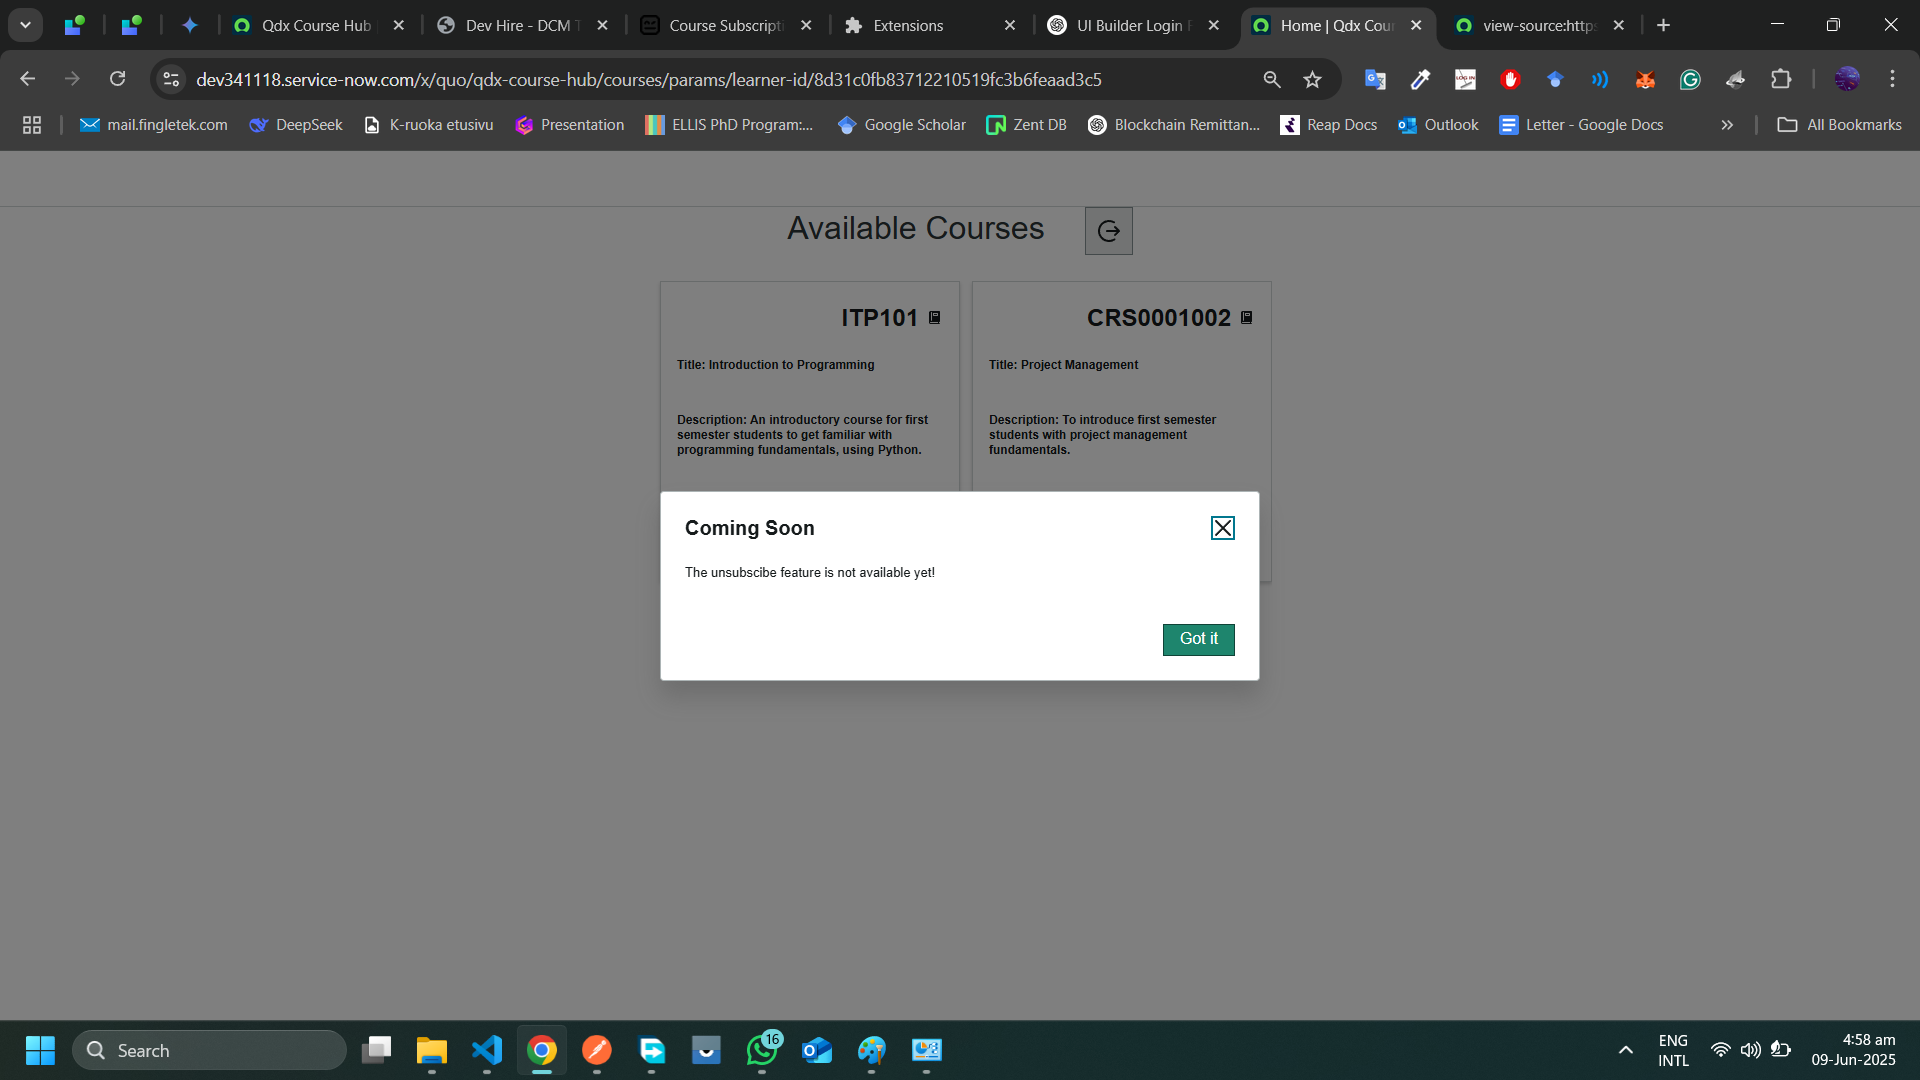 Qdx Course Hub
Dev Hire - DCM T
Course Subscripti
Extensions
UI Builder Login
Home | Qdx Cour
view-source:http
dev341118.service-now.com/x/quo/qdx-course-hub/courses/params/learner-id/8d31c0fb83712210519fc3b6feaad3c5
LOG IN
mail.fingletek.com
DeepSeek
K-ruoka etusivu
Presentation
ELLIS PhD Program:...
Google Scholar
Zent DB
Blockchain Remittan...
Reap Docs
Outlook
Letter - Google Docs
All Bookmarks
Available Courses
ITP101
Title: Introduction to Programming
Description: An introductory course for first
semester students to get familiar with
programming fundamentals, using Python.
CRS0001002
Title: Project Management
Description: To introduce first semester
students with project management
fundamentals.
Coming Soon
The unsubscibe feature is not available yet!
Got it
Search
16
ENG
INTL
4:58 am
09-Jun-2025